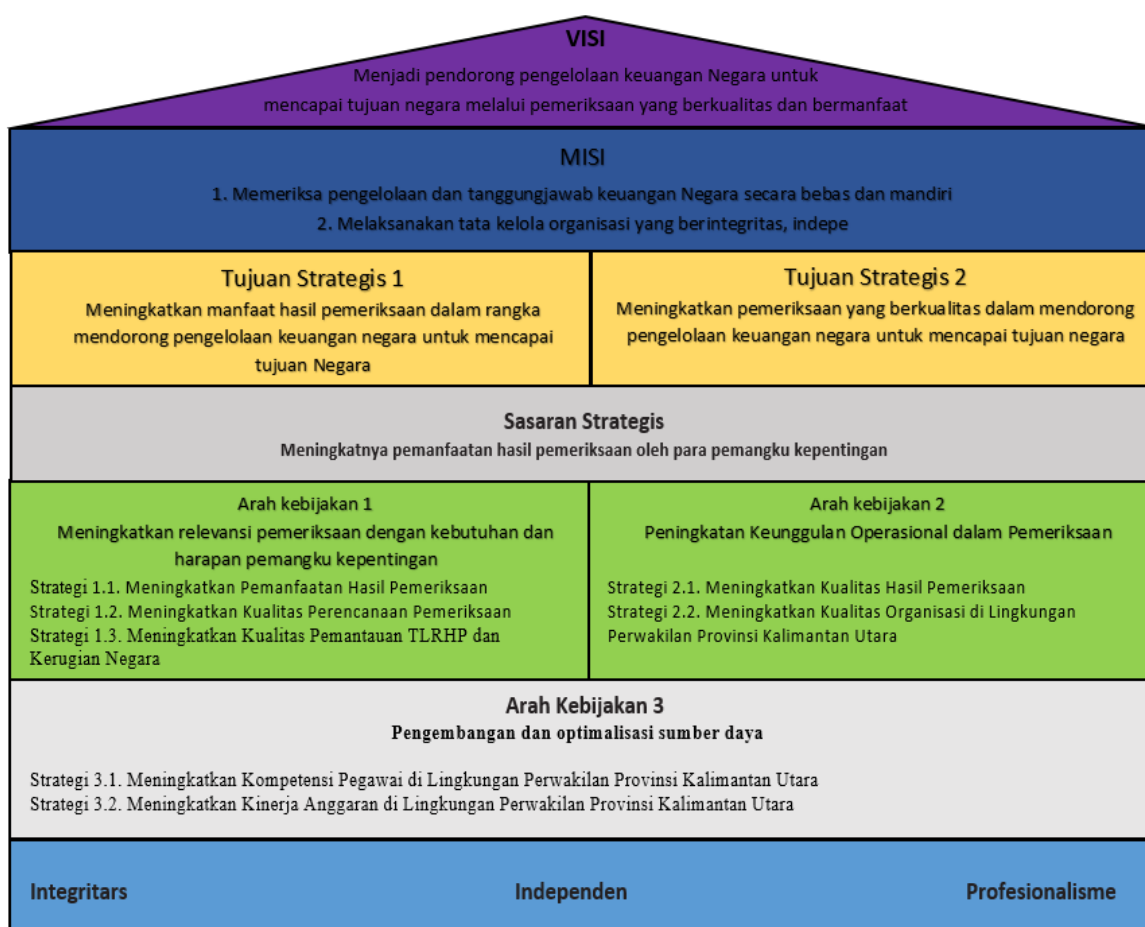 VISI
Menjadi pendorong pengelolaan keuangan Negara untuk
mencapai tujuan negara melalui pemeriksaan yang berkualitas dan bermanfaat
MISI
1. Memeriksa pengelolaan dan tanggungjawab keuangan Negara secara bebas dan mandiri
2. Melaksanakan tata kelola organisasi yang berintegritas, indepe
Tujuan Strategis 1
Meningkatkan manfaat hasil pemeriksaan dalam rangka
mendorong pengelolaan keuangan negara untuk mencapai
tujuan Negara
Tujuan Strategis 2
Meningkatkan pemeriksaan yang berkualitas dalam mendorong
pengelolaan keuangan negara untuk mencapai tujuan negara
Sasaran Strategis
Meningkatnya pemanfaatan hasil pemeriksaan oleh para pemangku kepentingan
Arah kebijakan 1
Meningkatkan relevansi pemeriksaan dengan kebutuhan dan
harapan pemangku kepentingan
Strategi 1.1. Meningkatkan Pemanfaatan Hasil Pemeriksaan
Strategi 1.2. Meningkatkan Kualitas Perencanaan Pemeriksaan
Strategi 1.3. Meningkatkan Kualitas Pemantauan TLRHP dan
Kerugian Negara
Arah kebijakan 2
Peningkatan Keunggulan Operasional dalam Pemeriksaan
Strategi 2.1. Meningkatkan Kualitas Hasil Pemeriksaan
Strategi 2.2. Meningkatkan Kualitas Organisasi di Lingkungan
Perwakilan Provinsi Kalimantan Utara
Arah Kebijakan 3
Pengembangan dan optimalisasi sumber daya
Strategi 3.1. Meningkatkan Kompetensi Pegawai di Lingkungan Perwakilan Provinsi Kalimantan Utara
Strategi 3.2. Meningkatkan Kinerja Anggaran di Lingkungan Perwakilan Provinsi Kalimantan Utara
Integritars Independen Profesionalisme